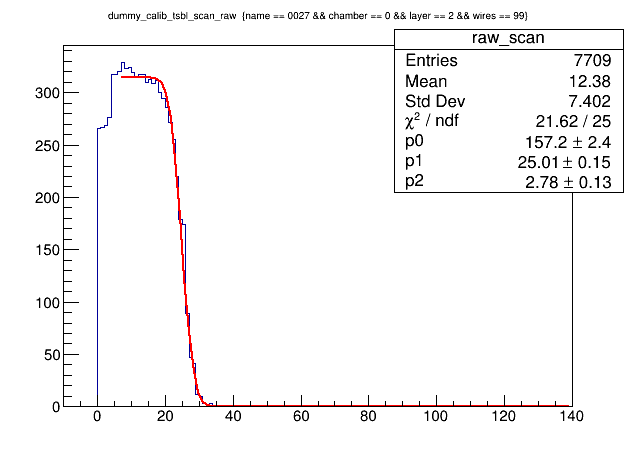 dummy_calib_tsbl_scan_raw {name == 0027 && chamber == 0 && layer == 2 && wires == 99}
raw_scan
Entries 7709
Mean 12.38
Std Dev 7.402
χ² / ndf 21.62 / 25
p0 157.2 ± 2.4
p1 25.01 ± 0.15
p2 2.78 ± 0.13
300
250
200
150
100
50
0
0 20 40 60 80 100 120 140